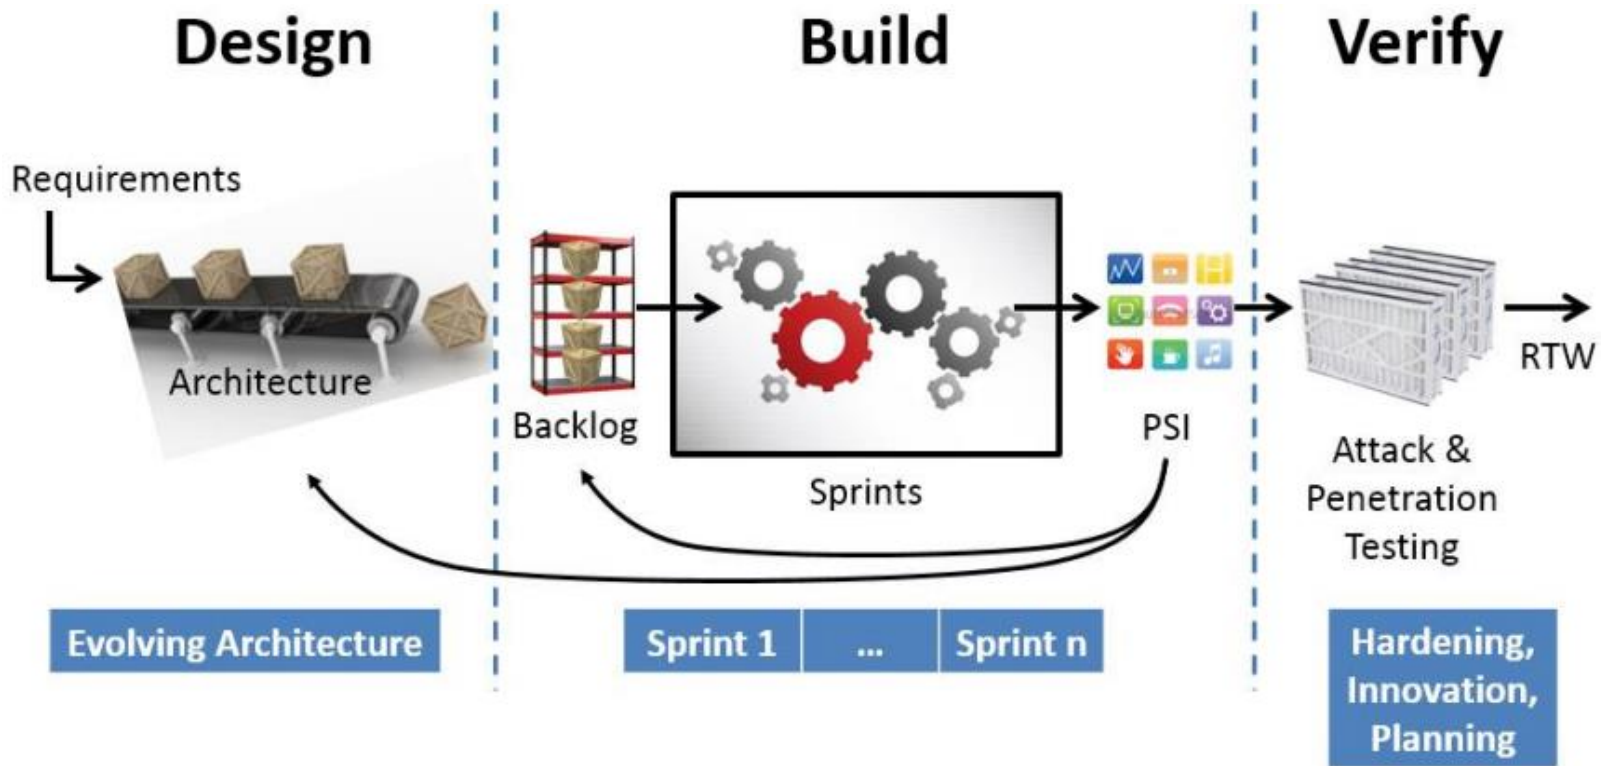 Design
Build
Verify
Requirements
Architecture
Backlog
Sprints
PSI
RTW
Attack &
Penetration
Testing
Evolving Architecture
Sprint 1
...
Sprint n
Hardening,
Innovation,
Planning